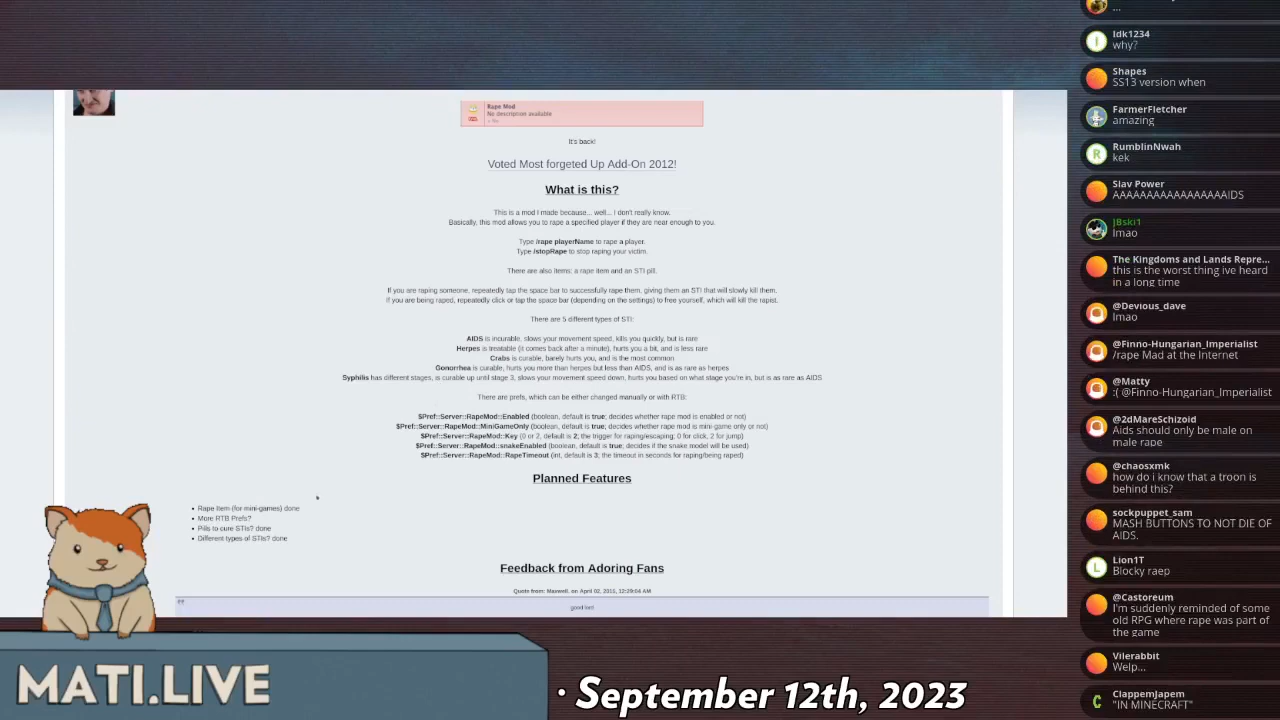 Rape Mod
No description available
It's back!
Voted Most forgeted Up Add-On 2012!
What is this?
This is a mod I made because... well... I don't really know.
Basically, this mod allows you to rape a specified player if they are near enough to you.
Type /rape playerName to rape a player.
Type /stopRape to stop raping your victim.
There are also items: a rape item and an STI pill.
If you are raping someone, repeatedly tap the space bar to successfully rape them, giving them an STI that will slowly kill them.
If you are being raped, repeatedly click or tap the space bar (depending on the settings) to free yourself, which will kill the rapist.
There are 5 different types of STI:
AIDS is incurable, slows your movement speed, kills you quickly, but is rare
Herpes is treatable (it comes back after a minute), hurts you a bit, and is less rare
Crabs is curable, barely hurts you, and is the most common
Gonorrhea is curable, hurts you more than herpes but less than AIDS, and is as rare as herpes
Syphilis has different stages, is curable up until stage 3, slows your movement speed down, hurts you based on what stage you're in, but is as rare as AIDS
There are prefs, which can be either changed manually or with RTB:
$Pref::Server::RapeMod::Enabled (boolean, default is true; decides whether rape mod is enabled or not)
$Pref::Server::RapeMod::MiniGameOnly (boolean, default is true; decides whether rape mod is mini-game only or not)
$Pref::Server::RapeMod::Key (0 or 2, default is 2; the trigger for raping/escaping; 0 for click, 2 for jump)
$Pref::Server::RapeMod::snakeEnabled (boolean, default is true; decides if the snake model will be used)
$Pref::Server::RapeMod::RapeTimeout (int, default is 3; the timeout in seconds for raping/being raped)
Planned Features
• Rape Item (for mini-games) done
• More RTB Prefs?
• Pills to cure STIs? done
• Different types of STIs? done
Feedback from Adoring Fans
Quote from: Maxwell. on April 02, 2011, 12:29:04 AM
good bot!
MATI.LIVE
· September 12th, 2023
...
Idk1234
why?
Shapes
SS13 version when
FarmerFletcher
amazing
RumblinNwah
kek
Slav Power
AAAAAAAAAAAAAAAAIDS
JBski1
lmao
The Kingdoms and Lands Repre...
this is the worst thing ive heard
in a long time
@Devious_dave
lmao
@Finno-Hungarian_Imperialist
/rape Mad at the Internet
@Matty
:( @Finno-Hungarian_Imperialist
@SadMaresSchizo
Aids should only be male on
male rape
@chaosxmk
how do i know that a troon is
behind this?
sockpuppet_sam
MASH BUTTONS TO NOT DIE OF
AIDS.
Lion1T
Blocky raep
@Castoreum
I'm suddenly reminded of some
old RPG where rape was part of
the game
Vilerabbit
Welp...
ClappemJapem
"IN MINECRAFT"